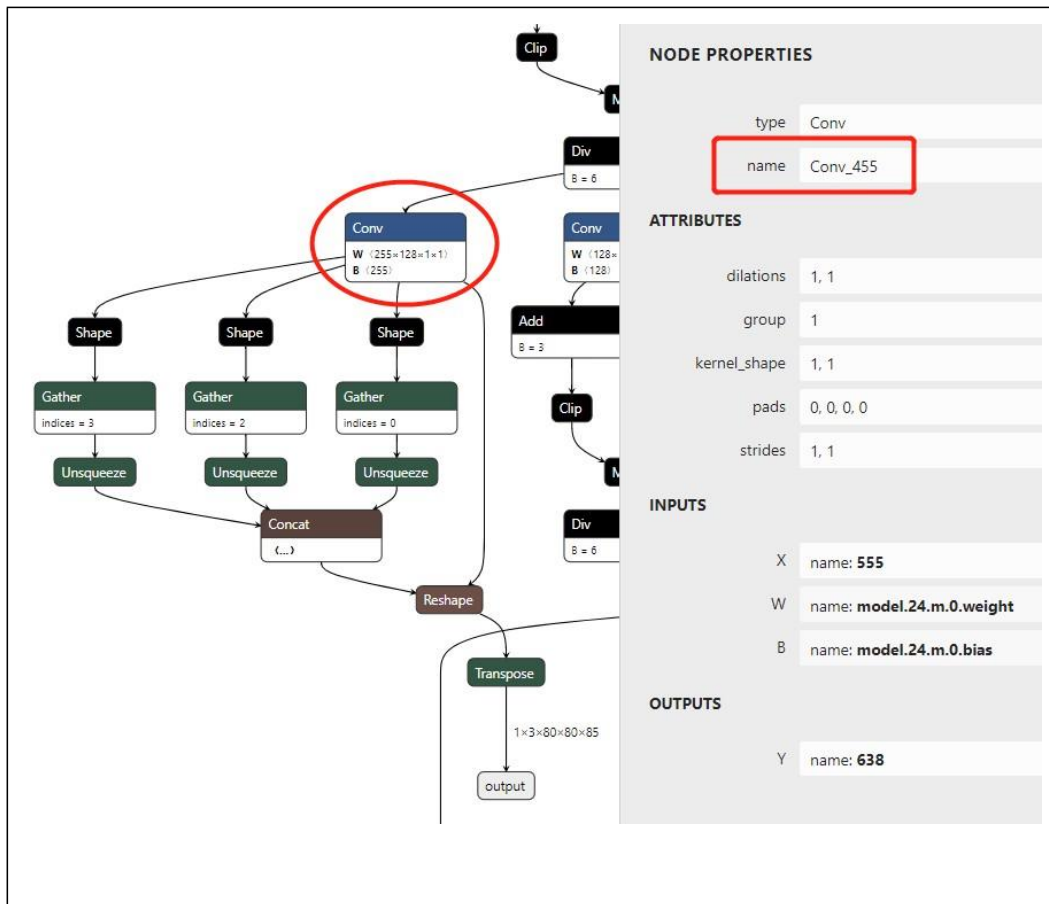 Clip
M
Div
B = 6
Conv
W ⟨255×128×1×1⟩
B ⟨255⟩
Conv
W ⟨128×
B ⟨128⟩
Shape
Shape
Shape
Add
B = 3
Gather
indices = 3
Gather
indices = 2
Gather
indices = 0
Clip
Unsqueeze
Unsqueeze
Unsqueeze
M
Concat
⟨...⟩
Div
B = 6
Reshape
Transpose
1×3×80×80×85
output
NODE PROPERTIES
type Conv
name Conv_455
ATTRIBUTES
dilations 1, 1
group 1
kernel_shape 1, 1
pads 0, 0, 0, 0
strides 1, 1
INPUTS
X name: 555
W name: model.24.m.0.weight
B name: model.24.m.0.bias
OUTPUTS
Y name: 638